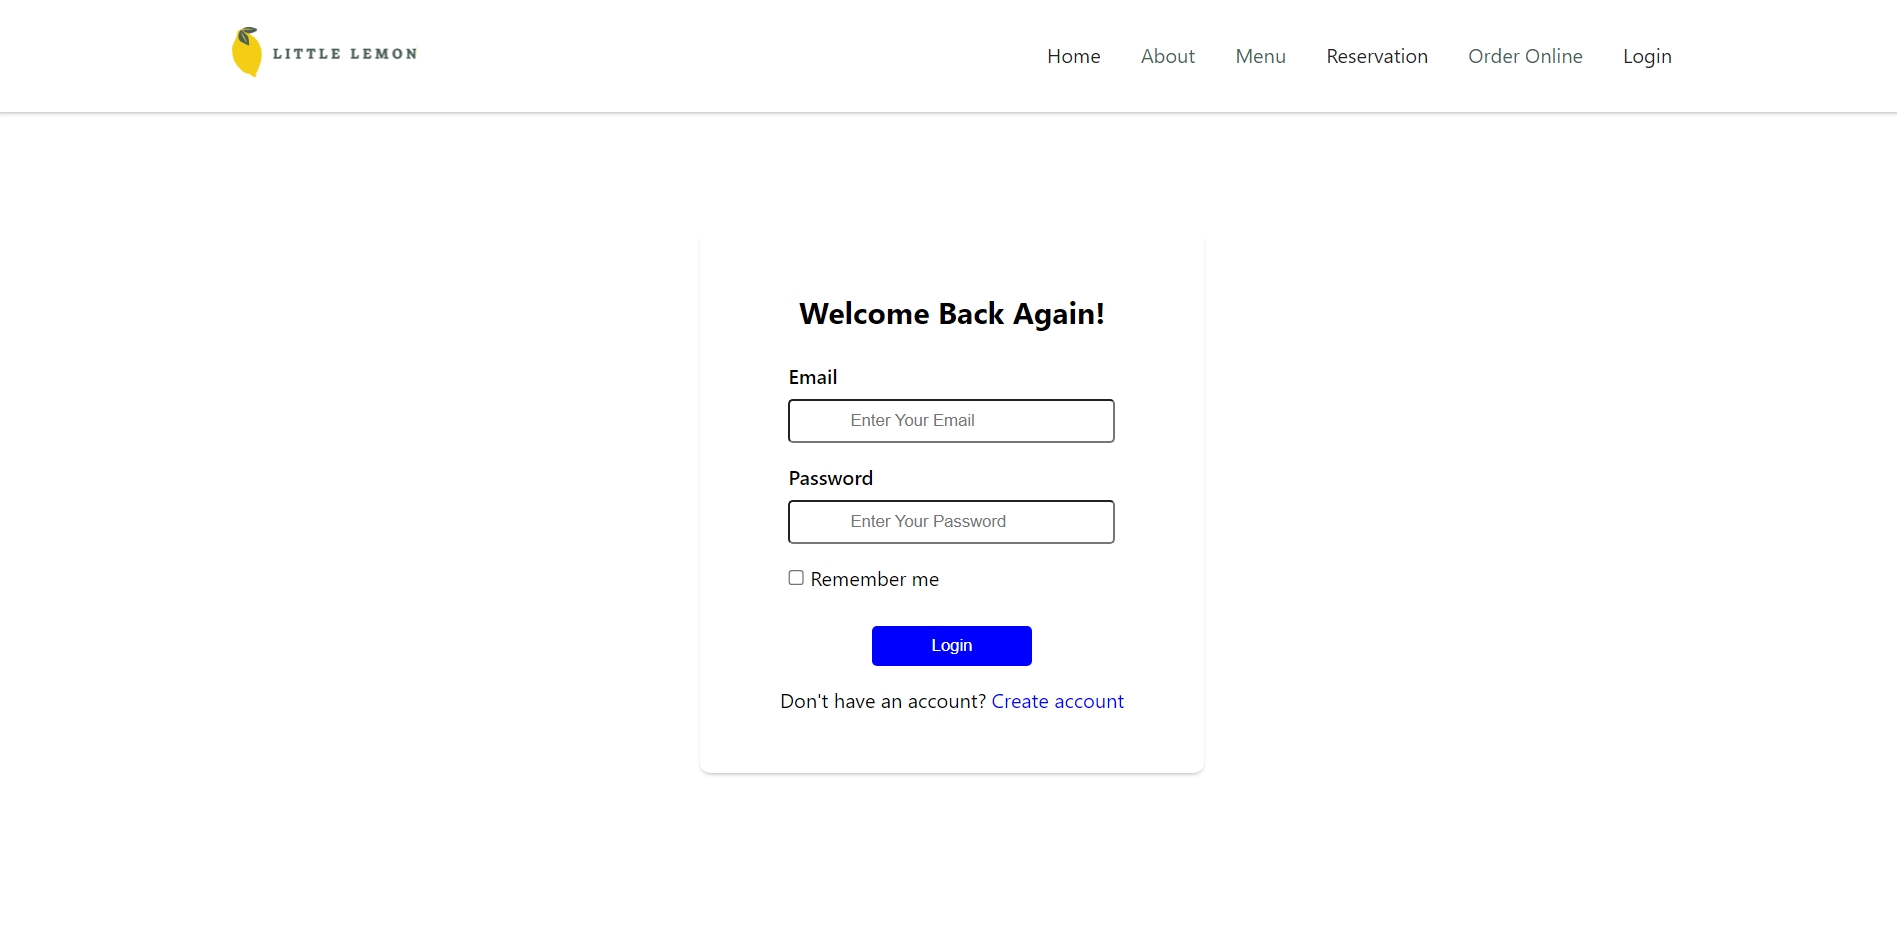 LITTLE LEMON
Home About Menu Reservation Order Online Login
Welcome Back Again!
Email
Enter Your Email
Password
Enter Your Password
Remember me
Login
Don't have an account? Create account